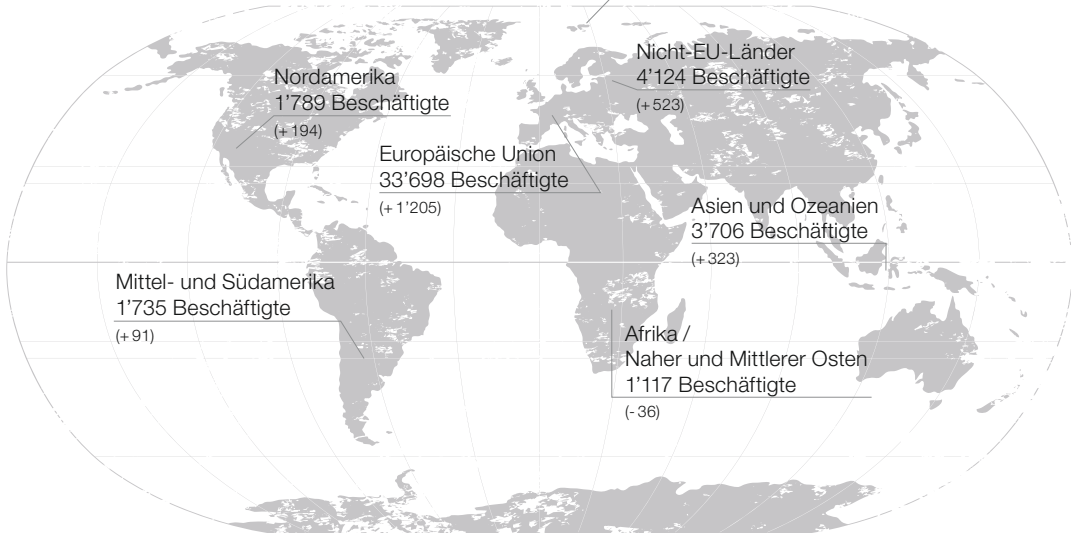 Nicht-EU-Länder
4’124 Beschäftigte
(+ 523)
Nordamerika
1’789 Beschäftigte
(+ 194)
Europäische Union
33’698 Beschäftigte
(+ 1’205)
Asien und Ozeanien
3’706 Beschäftigte
(+ 323)
Mittel- und Südamerika
1’735 Beschäftigte
(+ 91)
Afrika /
Naher und Mittlerer Osten
1’117 Beschäftigte
(- 36)